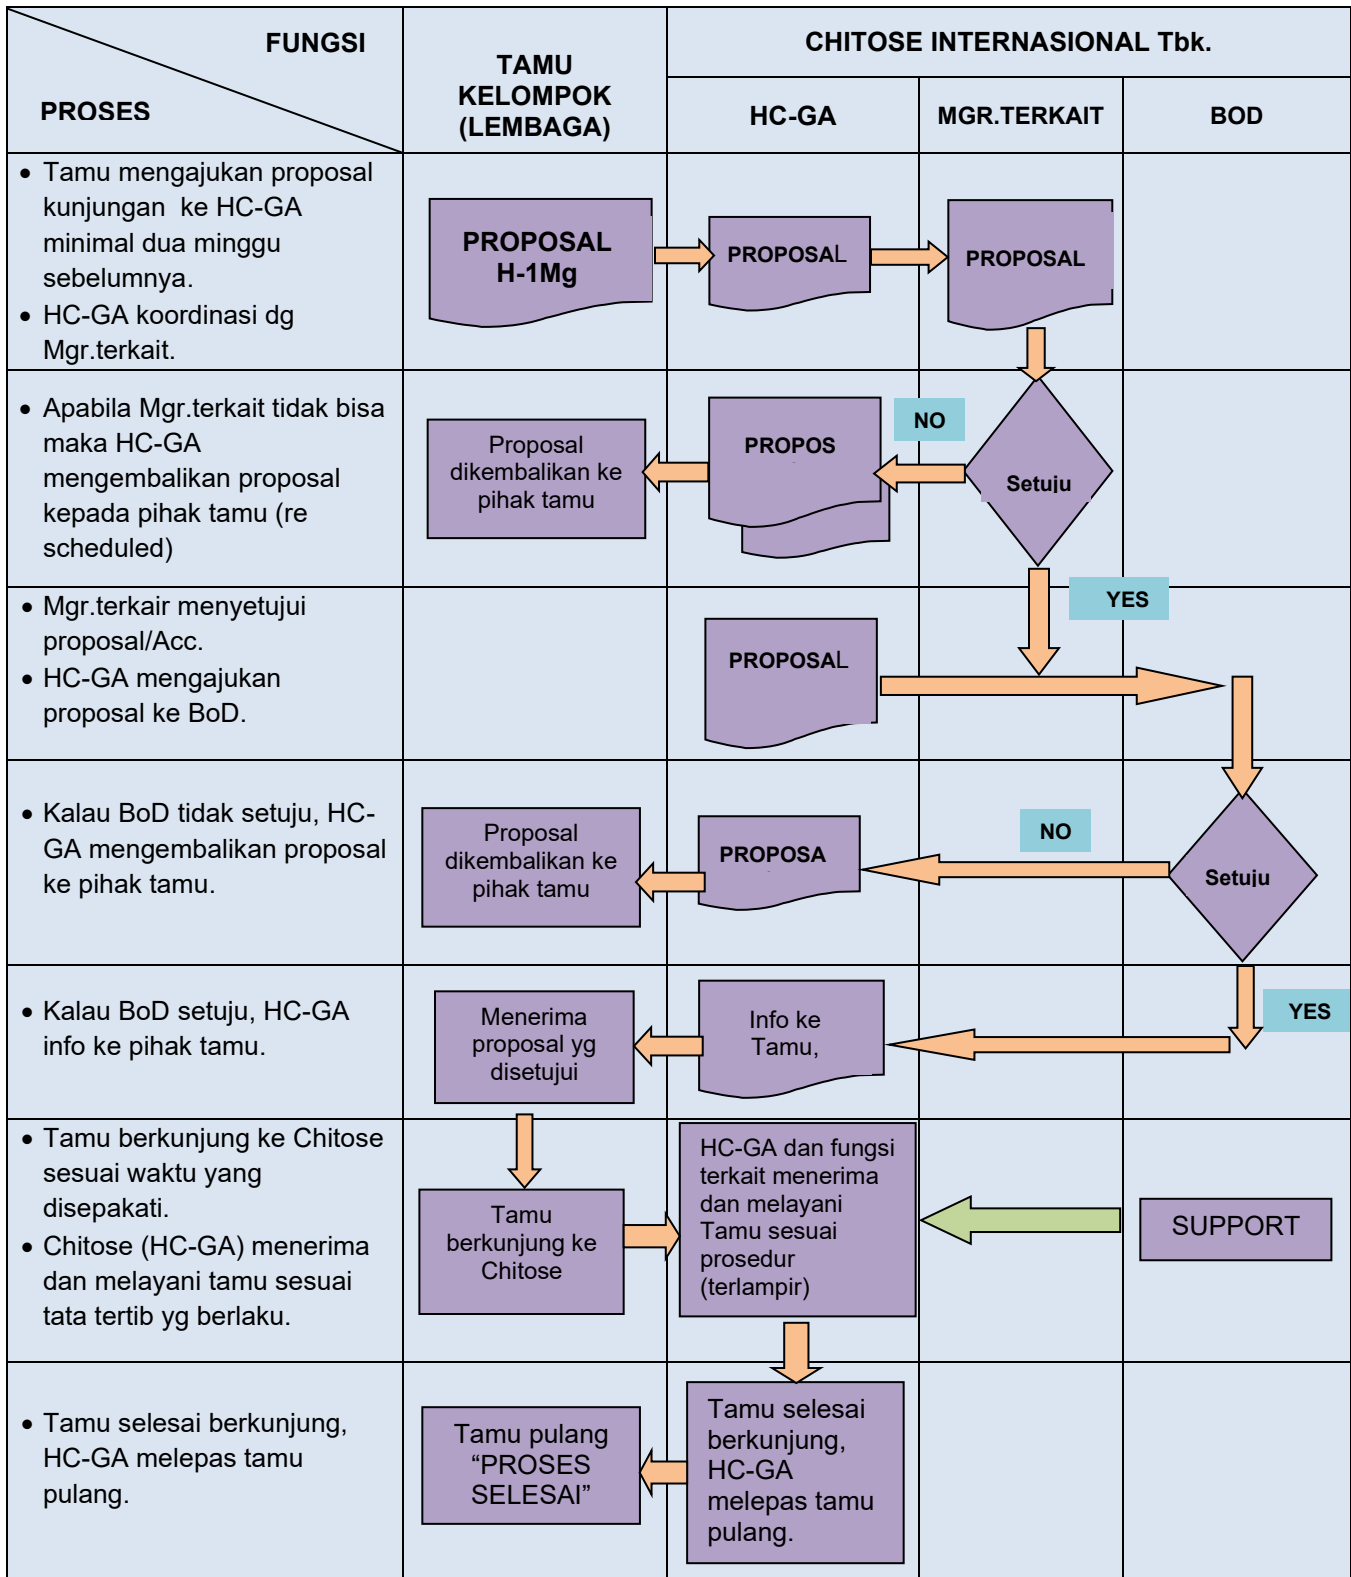 FUNGSI
PROSES
TAMU
KELOMPOK
(LEMBAGA)
CHITOSE INTERNASIONAL Tbk.
HC-GA
MGR.TERKAIT
BOD
• Tamu mengajukan proposal
kunjungan ke HC-GA
minimal dua minggu
sebelumnya.
• HC-GA koordinasi dg
Mgr.terkait.
PROPOSAL
H-1Mg
PROPOSAL
PROPOSAL
• Apabila Mgr.terkait tidak bisa
maka HC-GA
mengembalikan proposal
kepada pihak tamu (re
scheduled)
Proposal
dikembalikan ke
pihak tamu
PROPOS
NO
Setuju
• Mgr.terkair menyetujui
proposal/Acc.
• HC-GA mengajukan
proposal ke BoD.
PROPOSAL
YES
• Kalau BoD tidak setuju, HC-
GA mengembalikan proposal
ke pihak tamu.
Proposal
dikembalikan ke
pihak tamu
PROPOSA
NO
Setuju
• Kalau BoD setuju, HC-GA
info ke pihak tamu.
Menerima
proposal yg
disetujui
Info ke
Tamu,
YES
• Tamu berkunjung ke Chitose
sesuai waktu yang
disepakati.
• Chitose (HC-GA) menerima
dan melayani tamu sesuai
tata tertib yg berlaku.
Tamu
berkunjung ke
Chitose
HC-GA dan fungsi
terkait menerima
dan melayani
Tamu sesuai
prosedur
(terlampir)
SUPPORT
• Tamu selesai berkunjung,
HC-GA melepas tamu
pulang.
Tamu pulang
“PROSES
SELESAI”
Tamu selesai
berkunjung,
HC-GA
melepas tamu
pulang.